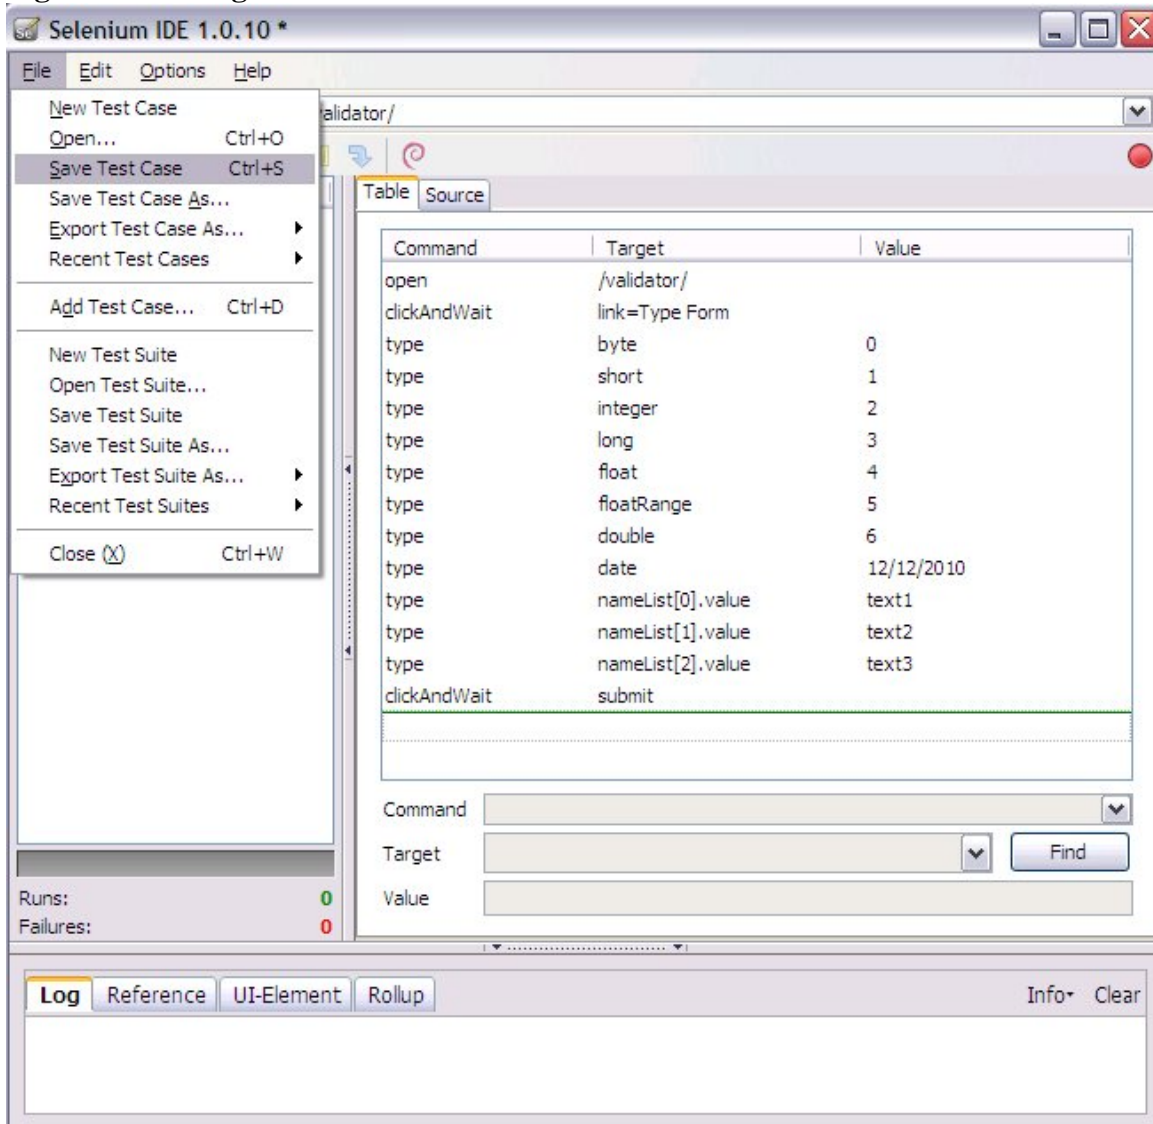 Selenium IDE 1.0.10 *
File Edit Options Help
New Test Case
Open... Ctrl+O
Save Test Case Ctrl+S
Save Test Case As...
Export Test Case As...
Recent Test Cases
Add Test Case... Ctrl+D
New Test Suite
Open Test Suite...
Save Test Suite
Save Test Suite As...
Export Test Suite As...
Recent Test Suites
Close (X) Ctrl+W
alidator/
Table Source
Command Target Value
open /validator/
clickAndWait link=Type Form
type byte 0
type short 1
type integer 2
type long 3
type float 4
type floatRange 5
type double 6
type date 12/12/2010
type nameList[0].value text1
type nameList[1].value text2
type nameList[2].value text3
clickAndWait submit
Command
Target Find
Value
Runs: 0
Failures: 0
Log Reference UI-Element Rollup Info Clear